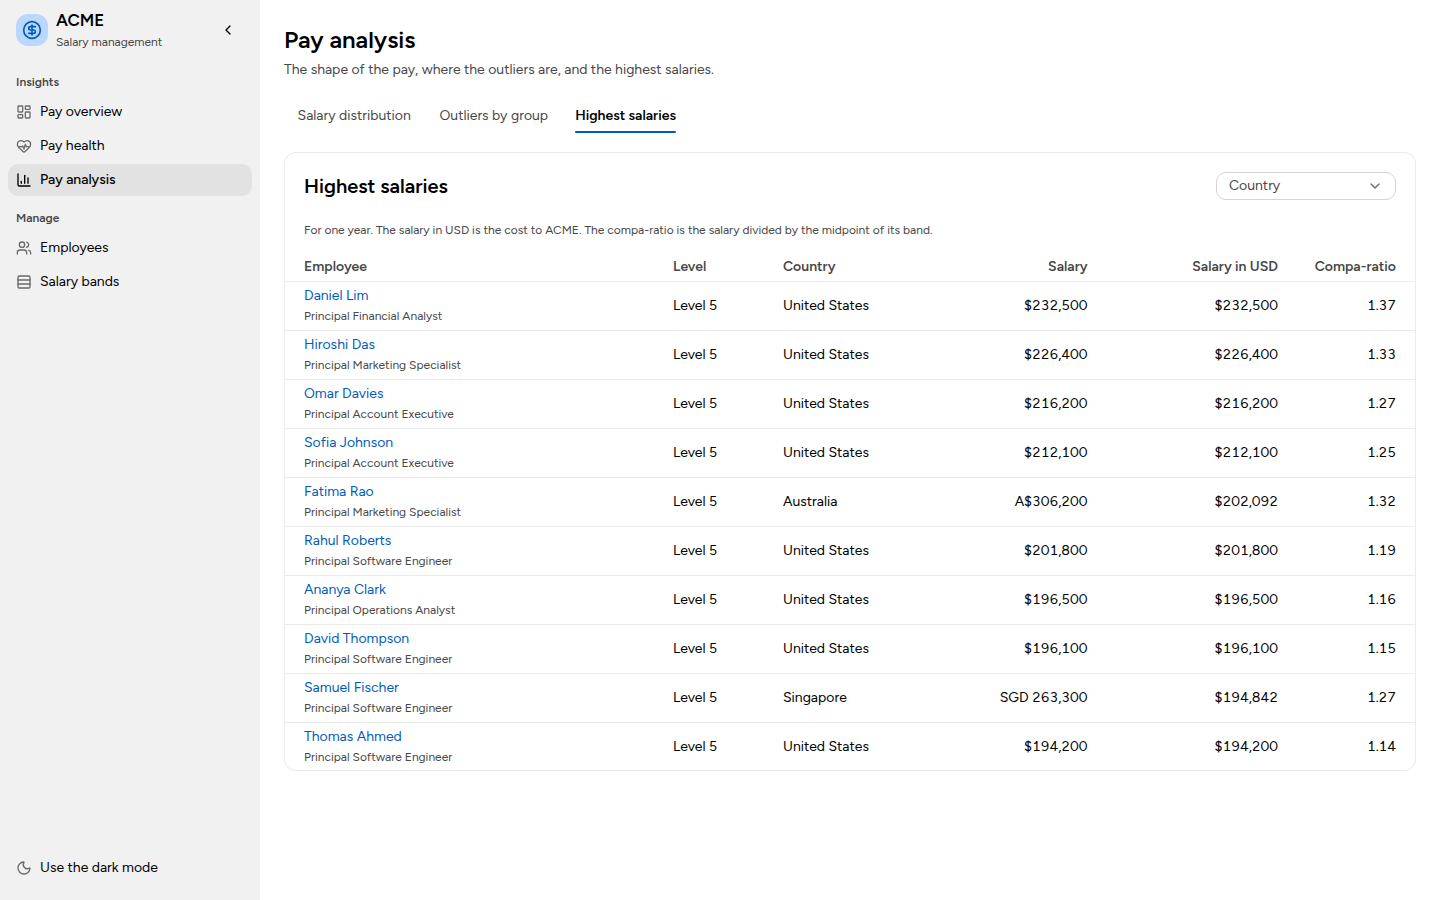 ACME
Salary management
Insights
Pay overview
Pay health
Pay analysis
Manage
Employees
Salary bands
Use the dark mode
Pay analysis
The shape of the pay, where the outliers are, and the highest salaries.
Salary distribution Outliers by group Highest salaries
Highest salaries
Country
For one year. The salary in USD is the cost to ACME. The compa-ratio is the salary divided by the midpoint of its band.
Employee Level Country Salary Salary in USD Compa-ratio
Daniel Lim
Principal Financial Analyst
Level 5 United States $232,500 $232,500 1.37
Hiroshi Das
Principal Marketing Specialist
Level 5 United States $226,400 $226,400 1.33
Omar Davies
Principal Account Executive
Level 5 United States $216,200 $216,200 1.27
Sofia Johnson
Principal Account Executive
Level 5 United States $212,100 $212,100 1.25
Fatima Rao
Principal Marketing Specialist
Level 5 Australia A$306,200 $202,092 1.32
Rahul Roberts
Principal Software Engineer
Level 5 United States $201,800 $201,800 1.19
Ananya Clark
Principal Operations Analyst
Level 5 United States $196,500 $196,500 1.16
David Thompson
Principal Software Engineer
Level 5 United States $196,100 $196,100 1.15
Samuel Fischer
Principal Software Engineer
Level 5 Singapore SGD 263,300 $194,842 1.27
Thomas Ahmed
Principal Software Engineer
Level 5 United States $194,200 $194,200 1.14